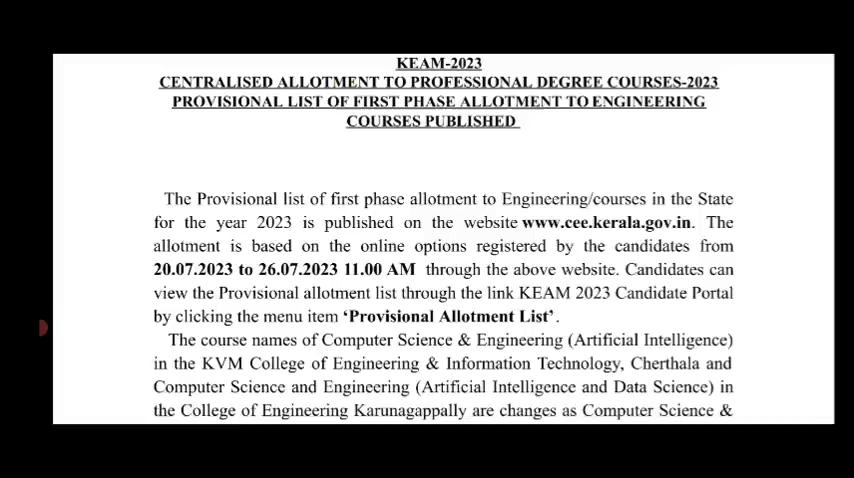 KEAM-2023
CENTRALISED ALLOTMENT TO PROFESSIONAL DEGREE COURSES-2023
PROVISIONAL LIST OF FIRST PHASE ALLOTMENT TO ENGINEERING
COURSES PUBLISHED
The Provisional list of first phase allotment to Engineering/courses in the State
for the year 2023 is published on the website www.cee.kerala.gov.in. The
allotment is based on the online options registered by the candidates from
20.07.2023 to 26.07.2023 11.00 AM through the above website. Candidates can
view the Provisional allotment list through the link KEAM 2023 Candidate Portal
by clicking the menu item ‘Provisional Allotment List’.
The course names of Computer Science & Engineering (Artificial Intelligence)
in the KVM College of Engineering & Information Technology, Cherthala and
Computer Science and Engineering (Artificial Intelligence and Data Science) in
the College of Engineering Karunagappally are changes as Computer Science &